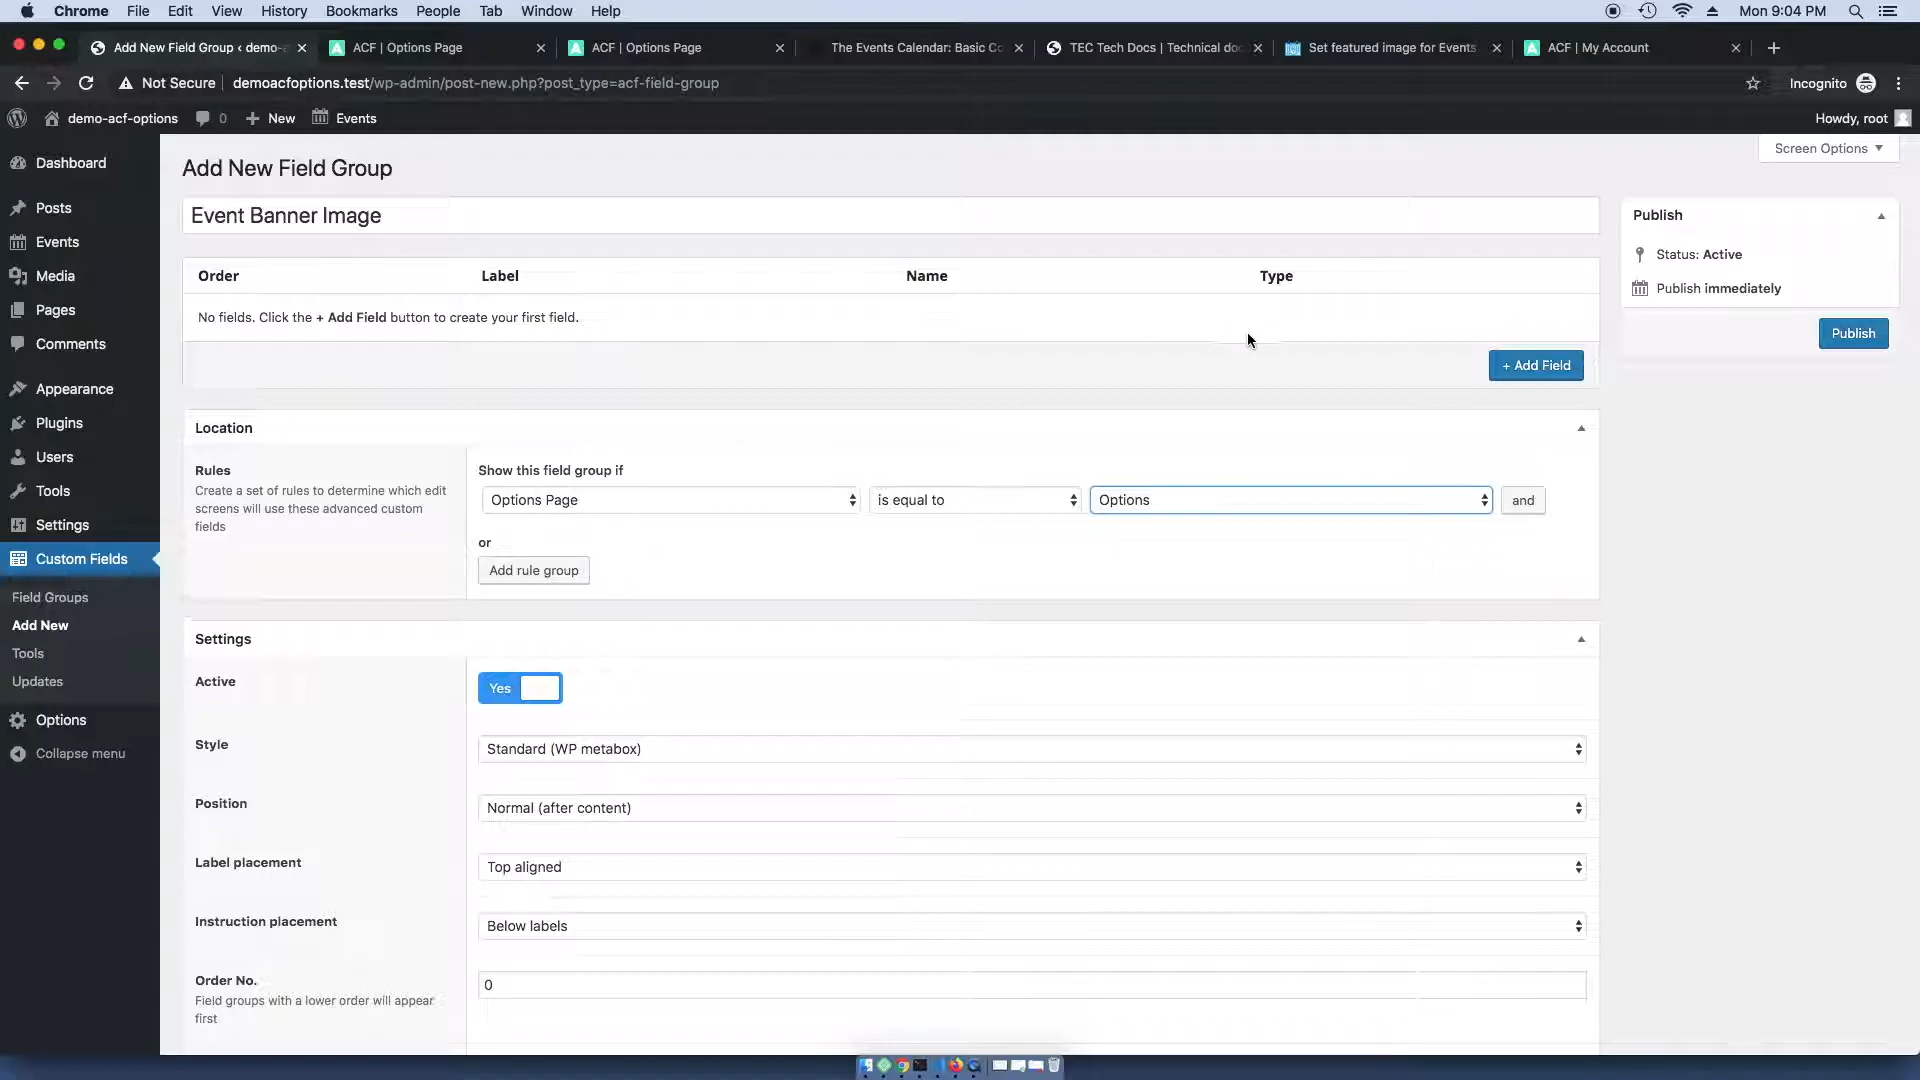 Chrome File Edit View History Bookmarks People Tab Window Help Mon 9:04 PM
Add New Field Group ‹ demo- ACF | Options Page ACF | Options Page The Events Calendar: Basic Co TEC Tech Docs | Technical doc Set featured image for Events ACF | My Account
Not Secure demoacfoptions.test/wp-admin/post-new.php?post_type=acf-field-group Incognito
demo-acf-options 0 + New Events Howdy, root
Dashboard
Posts
Events
Media
Pages
Comments
Appearance
Plugins
Users
Tools
Settings
Custom Fields
Field Groups
Add New
Tools
Updates
Options
Collapse menu
Screen Options
Add New Field Group
Event Banner Image
Order Label Name Type
No fields. Click the + Add Field button to create your first field.
+ Add Field
Location
Rules
Create a set of rules to determine which edit
screens will use these advanced custom
fields
Show this field group if
Options Page is equal to Options and
or
Add rule group
Settings
Active
Yes
Style
Standard (WP metabox)
Position
Normal (after content)
Label placement
Top aligned
Instruction placement
Below labels
Order No.
Field groups with a lower order will appear
first
0
Publish
Status: Active
Publish immediately
Publish